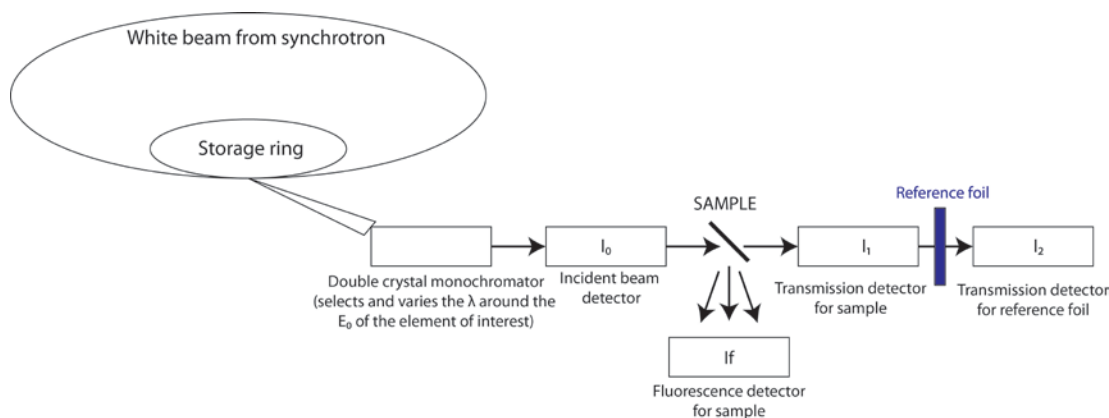 White beam from synchrotron
Storage ring
SAMPLE
Reference foil
I₀
I₁
I₂
Double crystal monochromator
(selects and varies the λ around the
E₀ of the element of interest)
Incident beam
detector
Transmission detector
for sample
Transmission detector
for reference foil
If
Fluorescence detector
for sample